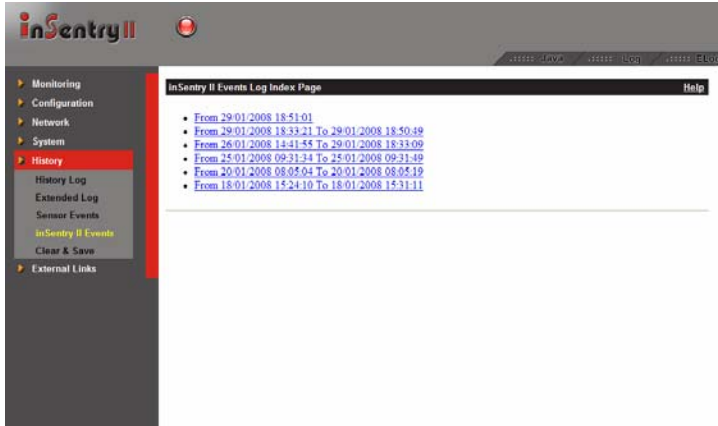 inSentry II
Java
Log
ELog
Monitoring
Configuration
Network
System
History
History Log
Extended Log
Sensor Events
inSentry II Events
Clear & Save
External Links
inSentry II Events Log Index Page Help
From 29/01/2008 18:51:01
From 29/01/2008 18:33:21 To 29/01/2008 18:50:49
From 26/01/2008 14:41:55 To 29/01/2008 18:33:09
From 25/01/2008 09:31:34 To 25/01/2008 09:31:49
From 20/01/2008 08:05:04 To 20/01/2008 08:05:19
From 18/01/2008 15:24:10 To 18/01/2008 15:31:11